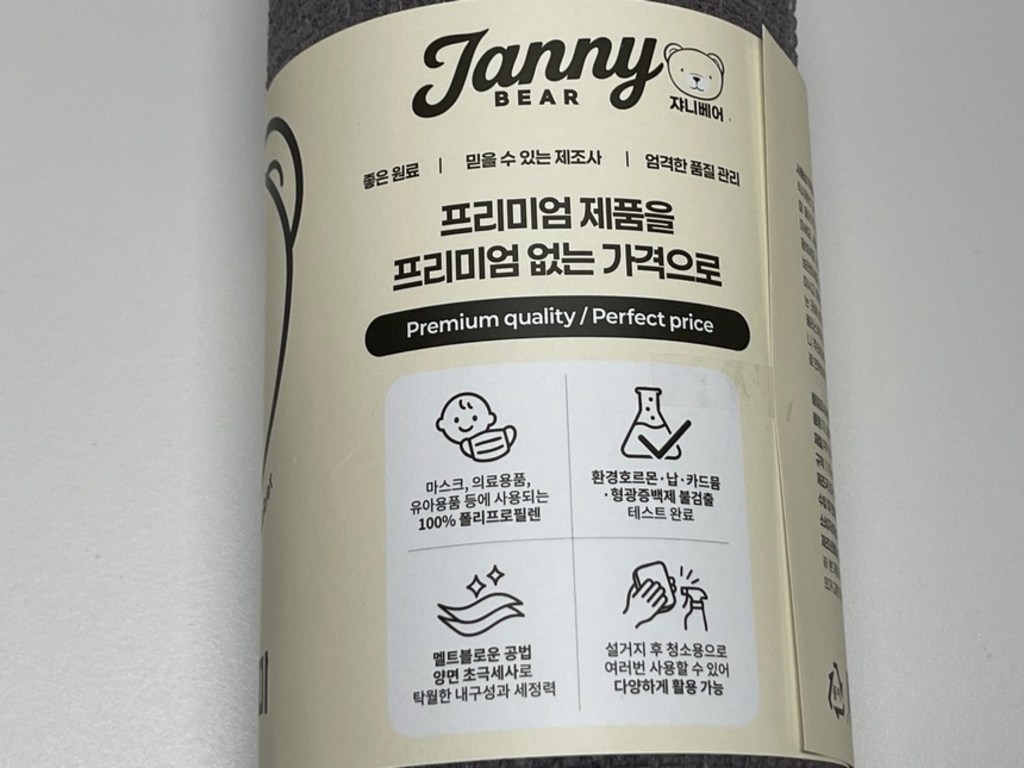 Janny
BEAR
쟈니베어
좋은 원료 | 믿을 수 있는 제조사 | 엄격한 품질 관리
프리미엄 제품을
프리미엄 없는 가격으로
Premium quality / Perfect price
마스크, 의료용품,
유아용품 등에 사용되는
100% 폴리프로필렌
환경호르몬·납·카드뮴
·형광증백제 불검출
테스트 완료
멜트블로운 공법
양면 초극세사로
탁월한 내구성과 세정력
설거지 후 청소용으로
여러번 사용할 수 있어
다양하게 활용 가능